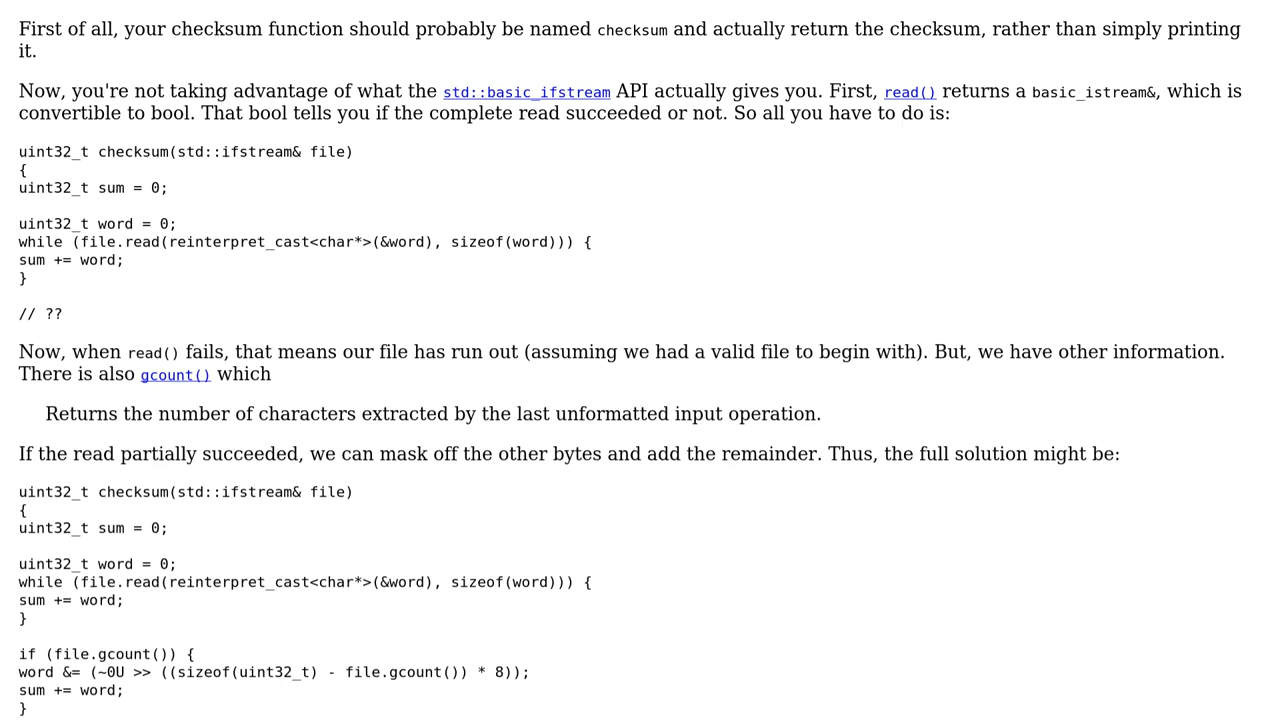 First of all, your checksum function should probably be named checksum and actually return the checksum, rather than simply printing
it.
Now, you're not taking advantage of what the std::basic_ifstream API actually gives you. First, read() returns a basic_istream&, which is
convertible to bool. That bool tells you if the complete read succeeded or not. So all you have to do is:
uint32_t checksum(std::ifstream& file)
{
uint32_t sum = 0;
uint32_t word = 0;
while (file.read(reinterpret_cast<char*>(&word), sizeof(word))) {
sum += word;
}
// ??
Now, when read() fails, that means our file has run out (assuming we had a valid file to begin with). But, we have other information.
There is also gcount() which
Returns the number of characters extracted by the last unformatted input operation.
If the read partially succeeded, we can mask off the other bytes and add the remainder. Thus, the full solution might be:
uint32_t checksum(std::ifstream& file)
{
uint32_t sum = 0;
uint32_t word = 0;
while (file.read(reinterpret_cast<char*>(&word), sizeof(word))) {
sum += word;
}
if (file.gcount()) {
word &= (~0U >> ((sizeof(uint32_t) - file.gcount()) * 8));
sum += word;
}